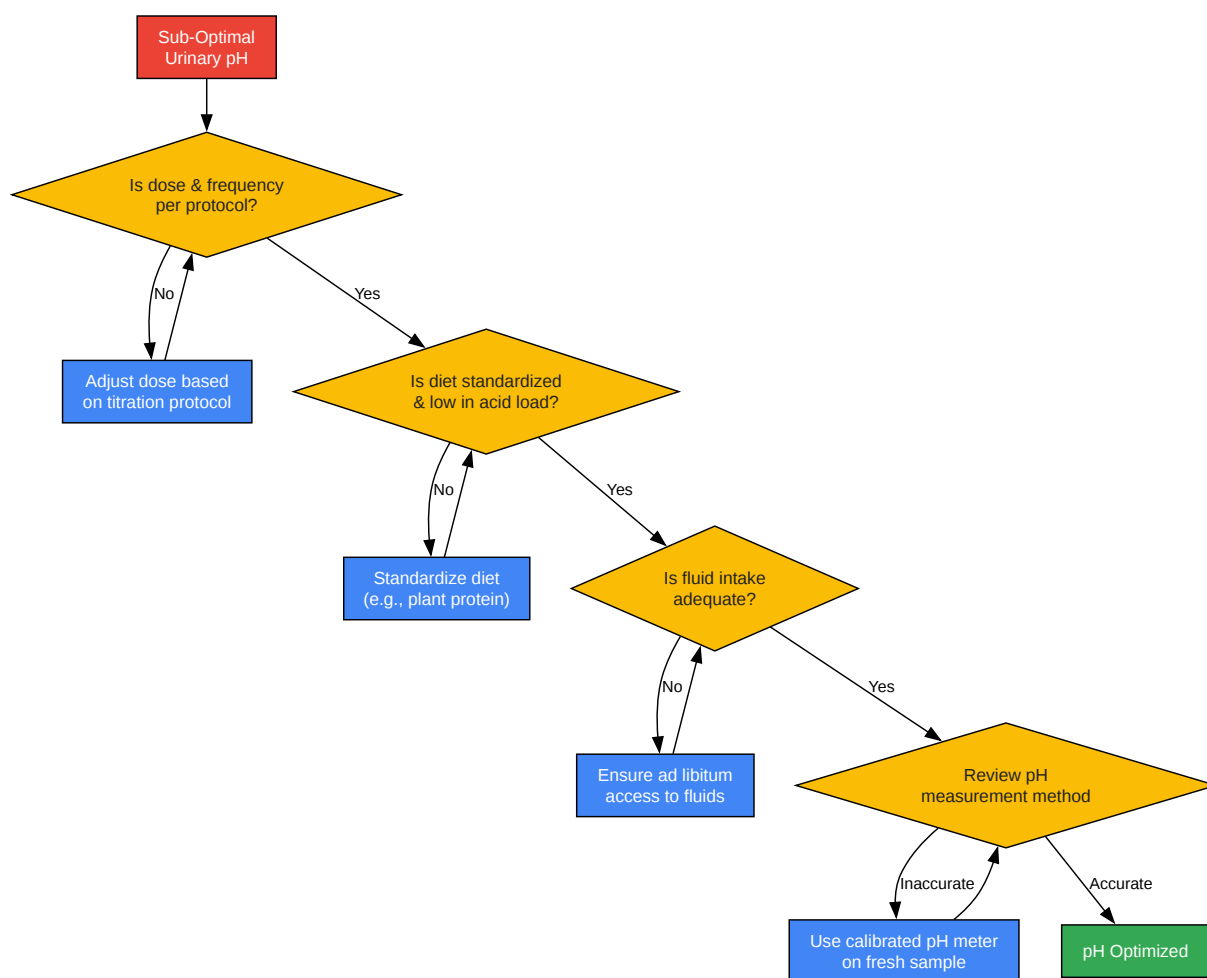 Sub-Optimal
Urinary pH
Is dose & frequency
per protocol?
No
Yes
Adjust dose based
on titration protocol
Is diet standardized
& low in acid load?
No
Yes
Standardize diet
(e.g., plant protein)
Is fluid intake
adequate?
No
Yes
Ensure ad libitum
access to fluids
Review pH
measurement method
Inaccurate
Accurate
Use calibrated pH meter
on fresh sample
pH Optimized